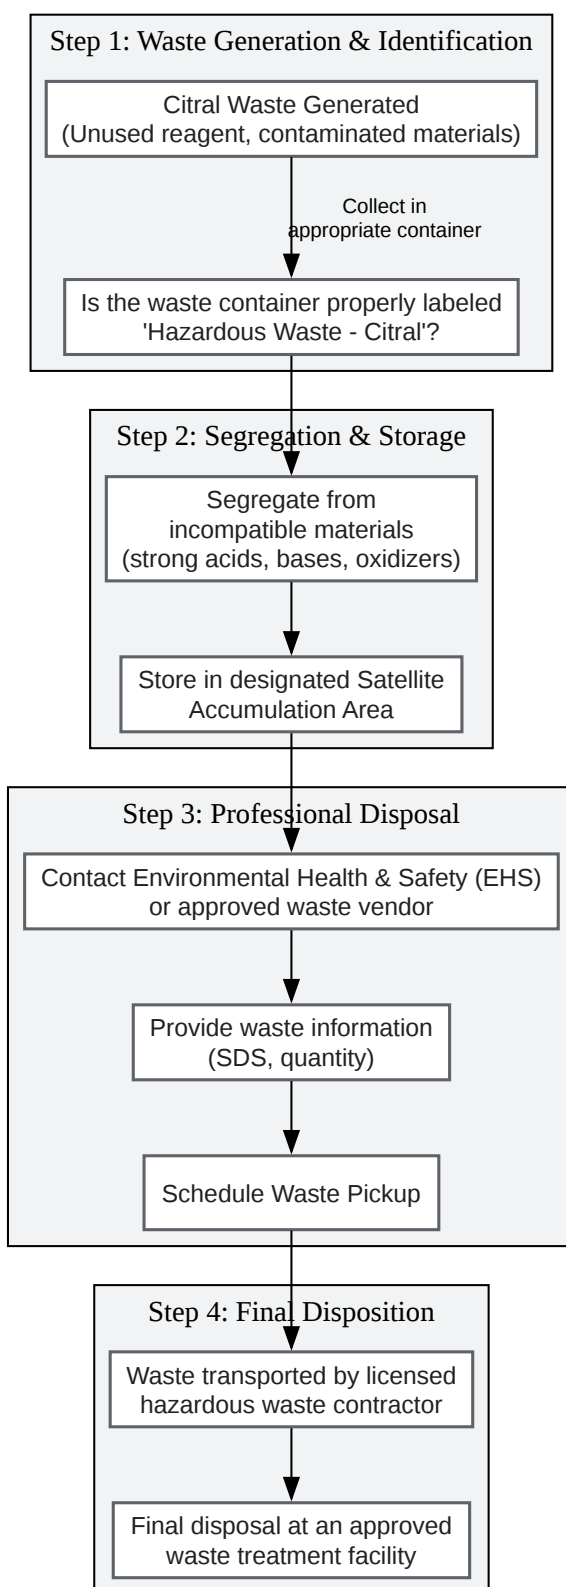 Step 1: Waste Generation & Identification
Citral Waste Generated
(Unused reagent, contaminated materials)
Collect in
appropriate container
Is the waste container properly labeled
'Hazardous Waste - Citral'?
Step 2: Segregation & Storage
Segregate from
incompatible materials
(strong acids, bases, oxidizers)
Store in designated Satellite
Accumulation Area
Step 3: Professional Disposal
Contact Environmental Health & Safety (EHS)
or approved waste vendor
Provide waste information
(SDS, quantity)
Schedule Waste Pickup
Step 4: Final Disposition
Waste transported by licensed
hazardous waste contractor
Final disposal at an approved
waste treatment facility